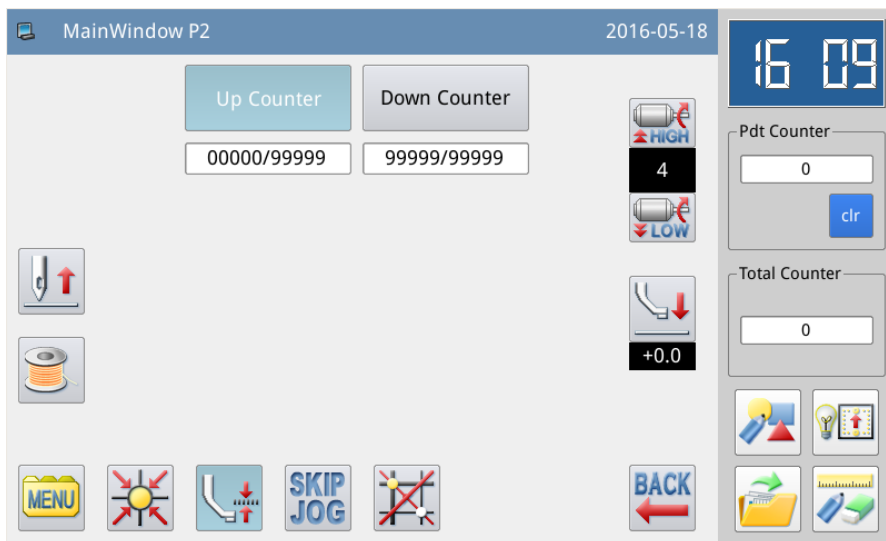 MainWindow P2
2016-05-18
16 09
Up Counter
Down Counter
00000/99999
99999/99999
HIGH
4
LOW
+0.0
Pdt Counter
0
clr
Total Counter
0
MENU
SKIP
JOG
BACK